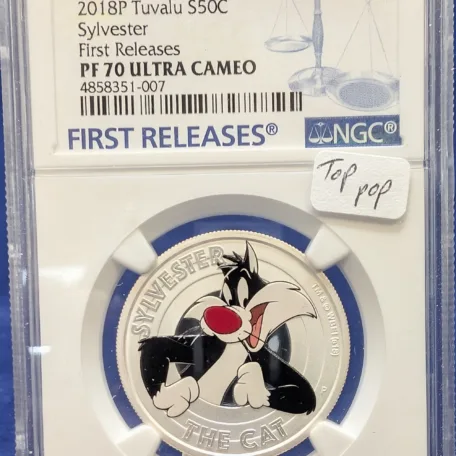 2018P Tuvalu S50C
Sylvester
First Releases
PF 70 ULTRA CAMEO
4858351-007
FIRST RELEASES®
NGC®
Top
pop
SYLVESTER
THE CAT